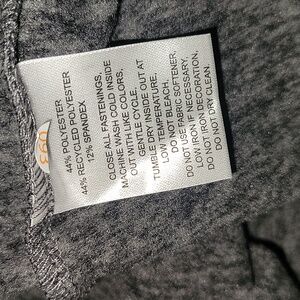 44% POLYESTER
44% RECYCLED POLYESTER
12% SPANDEX
CLOSE ALL FASTENINGS,
MACHINE WASH COLD INSIDE
OUT WITH LIKE COLORS,
GENTLE CYCLE.
TUMBLE DRY INSIDE OUT AT
LOW TEMPERATURE.
DO NOT BLEACH.
DO NOT USE FABRIC SOFTENER.
LOW IRON IF NECESSARY.
DO NOT IRON DECORATION.
DO NOT DRY CLEAN.